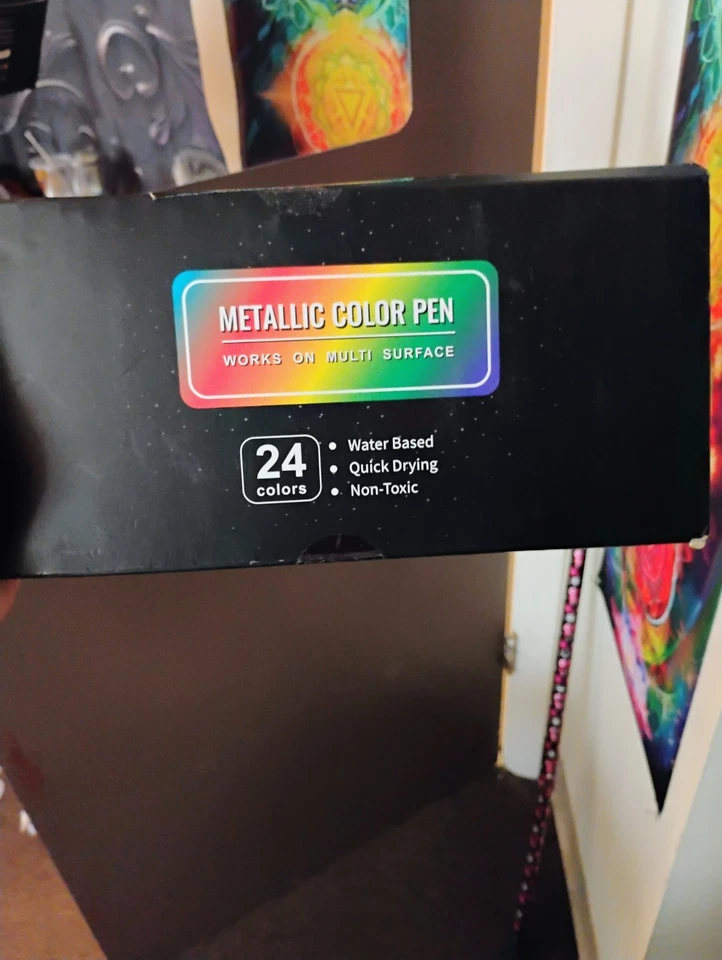 METALLIC COLOR PEN
WORKS ON MULTI SURFACE
24
colors
• Water Based
• Quick Drying
• Non-Toxic